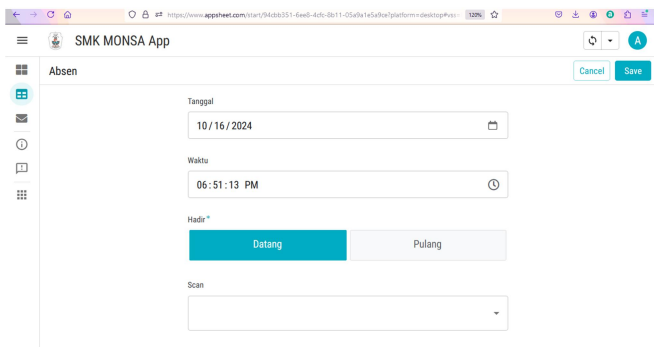 https://www.appsheet.com/start/94cbb351-6ee6-4cfc-8b11-05a9a1e5a9ce?platform=desktop#vss
120%
SMK MONSA App
A
Absen
Cancel
Save
Tanggal
10/16/2024
Waktu
06:51:13 PM
Hadir*
Datang
Pulang
Scan